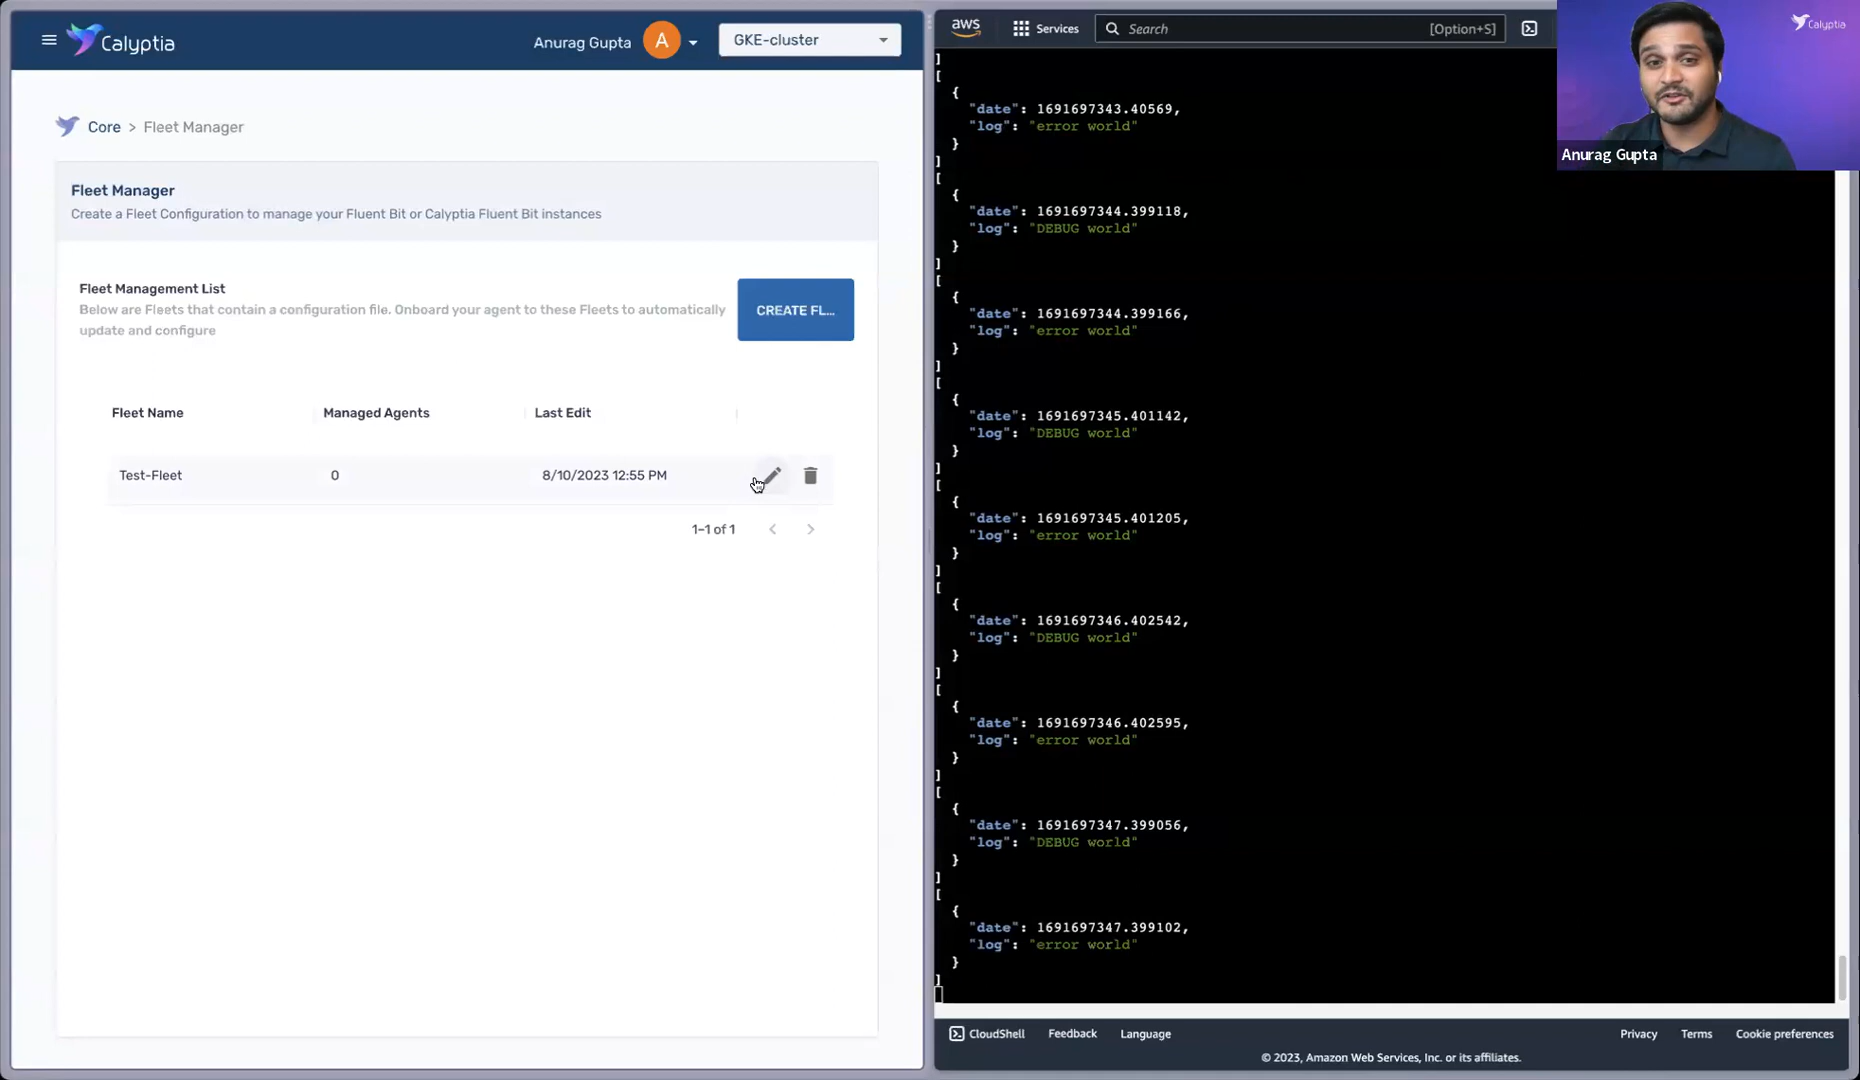 Calyptia
Anurag Gupta
A
GKE-cluster
Core > Fleet Manager
Fleet Manager
Create a Fleet Configuration to manage your Fluent Bit or Calyptia Fluent Bit instances
Fleet Management List
Below are Fleets that contain a configuration file. Onboard your agent to these Fleets to automatically
update and configure
CREATE FL...
Fleet Name Managed Agents Last Edit
Test-Fleet 0 8/10/2023 12:55 PM
1–1 of 1
aws
Services
Search
[Option+S]
Calyptia
Anurag Gupta
]
[
{
"date": 1691697343.40569,
"log": "error world"
}
]
[
{
"date": 1691697344.399118,
"log": "DEBUG world"
}
]
[
{
"date": 1691697344.399166,
"log": "error world"
}
]
[
{
"date": 1691697345.401142,
"log": "DEBUG world"
}
]
[
{
"date": 1691697345.401205,
"log": "error world"
}
]
[
{
"date": 1691697346.402542,
"log": "DEBUG world"
}
]
[
{
"date": 1691697346.402595,
"log": "error world"
}
]
[
{
"date": 1691697347.399056,
"log": "DEBUG world"
}
]
[
{
"date": 1691697347.399102,
"log": "error world"
}
]
CloudShell Feedback Language Privacy Terms Cookie preferences
© 2023, Amazon Web Services, Inc. or its affiliates.